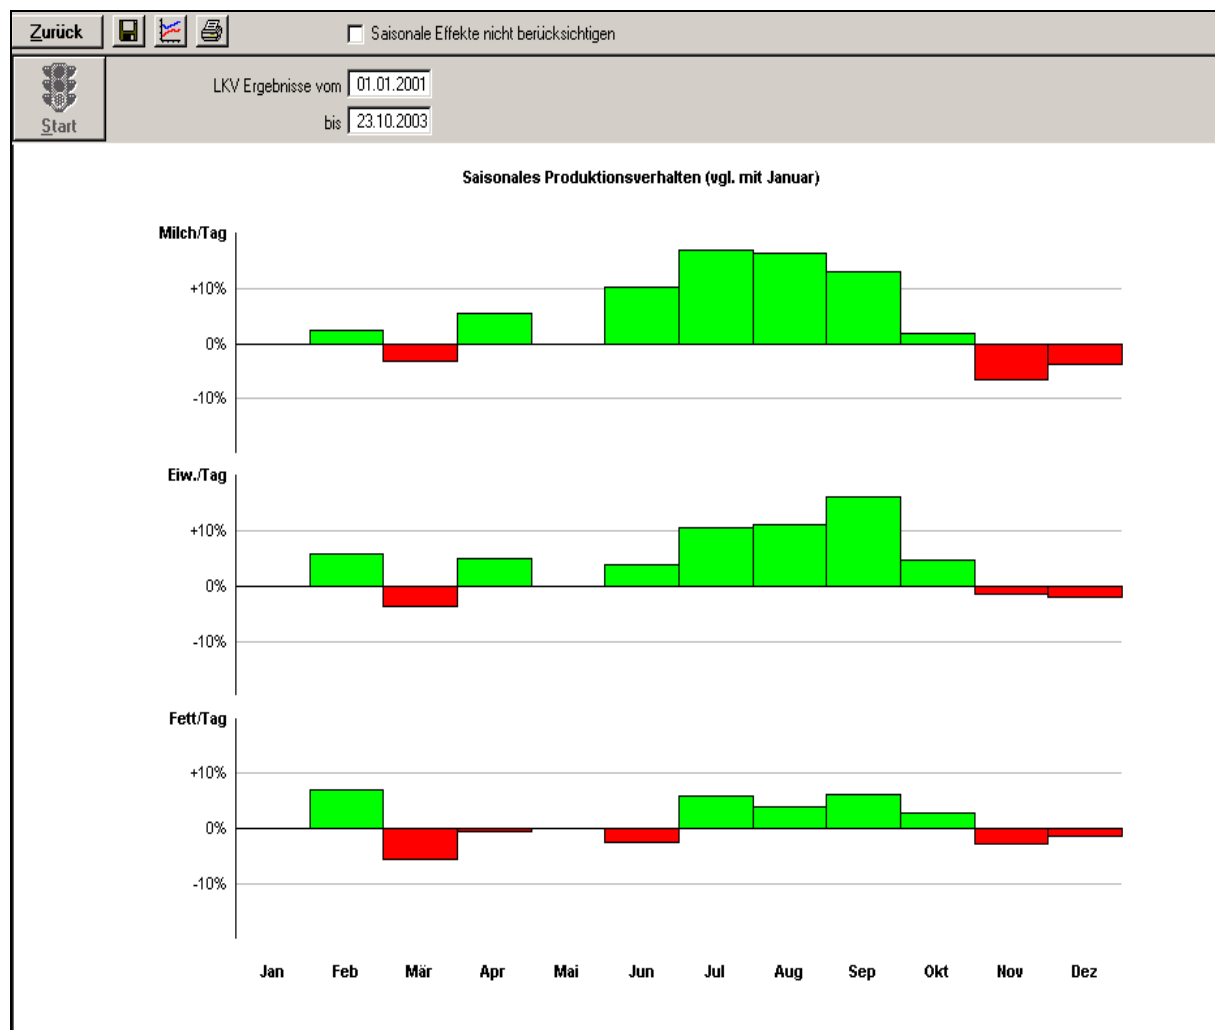 Zurück
Saisonale Effekte nicht berücksichtigen
Start
LKV Ergebnisse vom 01.01.2001
bis 23.10.2003
Saisonales Produktionsverhalten (vgl. mit Januar)
Milch/Tag
+10%
0%
-10%
Eiw./Tag
+10%
0%
-10%
Fett/Tag
+10%
0%
-10%
Jan Feb Mär Apr Mai Jun Jul Aug Sep Okt Nov Dez